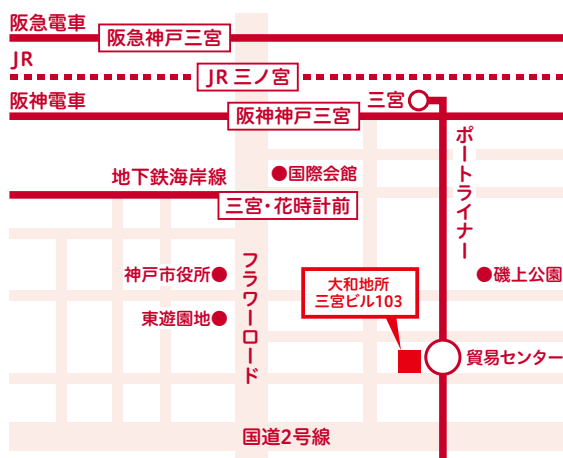 阪急電車
阪急神戸三宮
JR
JR 三ノ宮
阪神電車
三宮
阪神神戸三宮
ポートライナー
地下鉄海岸線
●国際会館
三宮・花時計前
フラワーロード
神戸市役所●
大和地所
三宮ビル103
●磯上公園
東遊園地●
貿易センター
国道2号線